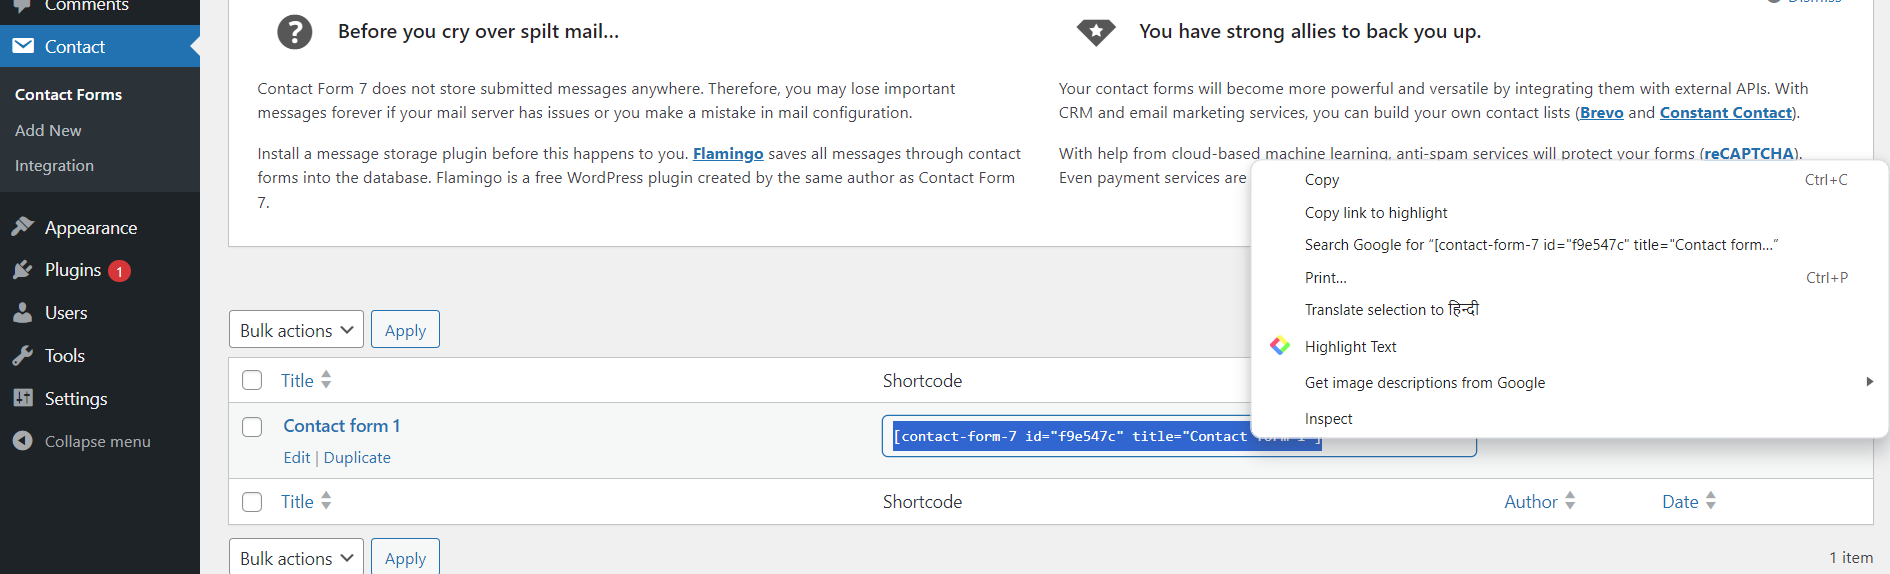 Comments
Contact
Contact Forms
Add New
Integration
Appearance
Plugins 1
Users
Tools
Settings
Collapse menu
Dismiss
Before you cry over spilt mail…
Contact Form 7 does not store submitted messages anywhere. Therefore, you may lose important
messages forever if your mail server has issues or you make a mistake in mail configuration.
Install a message storage plugin before this happens to you. Flamingo saves all messages through contact
forms into the database. Flamingo is a free WordPress plugin created by the same author as Contact Form
7.
You have strong allies to back you up.
Your contact forms will become more powerful and versatile by integrating them with external APIs. With
CRM and email marketing services, you can build your own contact lists (Brevo and Constant Contact).
With help from cloud-based machine learning, anti-spam services will protect your forms (reCAPTCHA).
Even payment services are
Copy Ctrl+C
Copy link to highlight
Search Google for “[contact-form-7 id="f9e547c" title="Contact form...”
Print... Ctrl+P
Translate selection to हिन्दी
Highlight Text
Get image descriptions from Google
Inspect
Bulk actions Apply
Title Shortcode
Contact form 1 [contact-form-7 id="f9e547c" title="Contact form 1"]
Edit | Duplicate
Title Shortcode Author Date
Bulk actions Apply 1 item